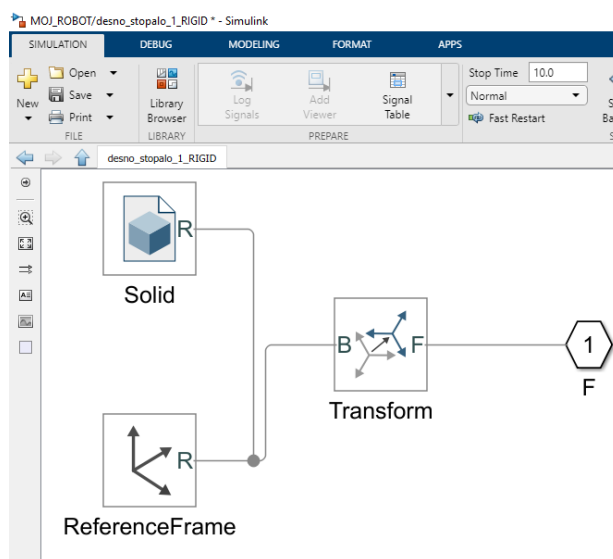 MOJ_ROBOT/desno_stopalo_1_RIGID * - Simulink
SIMULATION DEBUG MODELING FORMAT APPS
New
Open
Save
Print
FILE
Library
Browser
LIBRARY
Log
Signals
Add
Viewer
Signal
Table
PREPARE
Stop Time 10.0
Normal
Fast Restart
desno_stopalo_1_RIGID
R
Solid
B F
Transform
1
F
R
ReferenceFrame